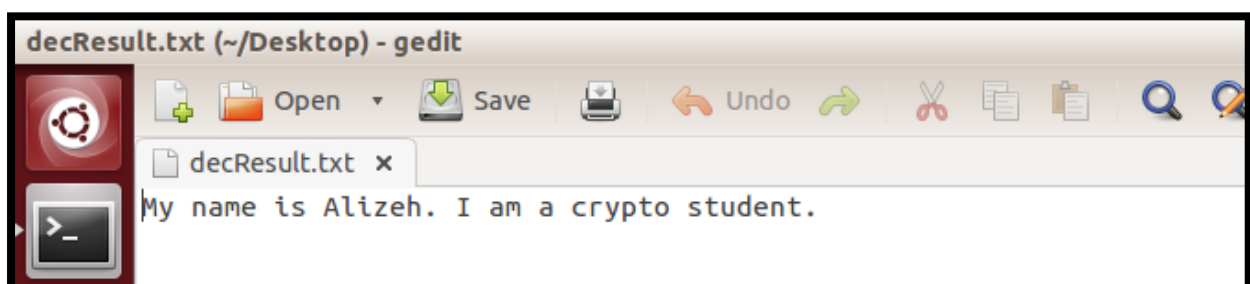 decResult.txt (~/Desktop) - gedit
Open Save Undo
decResult.txt ×
My name is Alizeh. I am a crypto student.